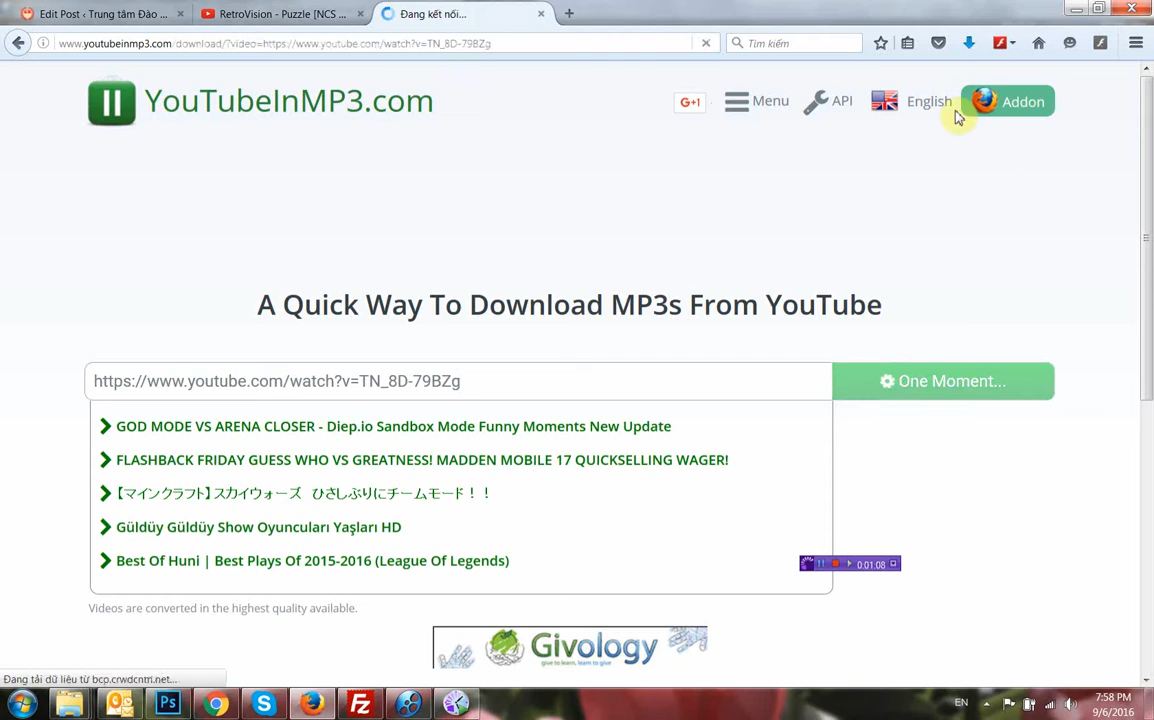 Edit Post ‹ Trung tâm Đào ...
RetroVision - Puzzle [NCS ...
Đang kết nối...
www.youtubeinmp3.com/download/?video=https://www.youtube.com/watch?v=TN_8D-79BZg
Tìm kiếm
YouTubeInMP3.com
G+1
Menu
API
English
Addon
A Quick Way To Download MP3s From YouTube
https://www.youtube.com/watch?v=TN_8D-79BZg
One Moment...
GOD MODE VS ARENA CLOSER - Diep.io Sandbox Mode Funny Moments New Update
FLASHBACK FRIDAY GUESS WHO VS GREATNESS! MADDEN MOBILE 17 QUICKSELLING WAGER!
【マインクラフト】スカイウォーズ ひさしぶりにチームモード！！
Güldüy Güldüy Show Oyuncuları Yaşları HD
Best Of Huni | Best Plays Of 2015-2016 (League Of Legends)
0:01:08
Videos are converted in the highest quality available.
Givology
give to learn, learn to give
Đang tải dữ liệu từ bcp.crwdcntrl.net...
EN
7:58 PM
9/6/2016